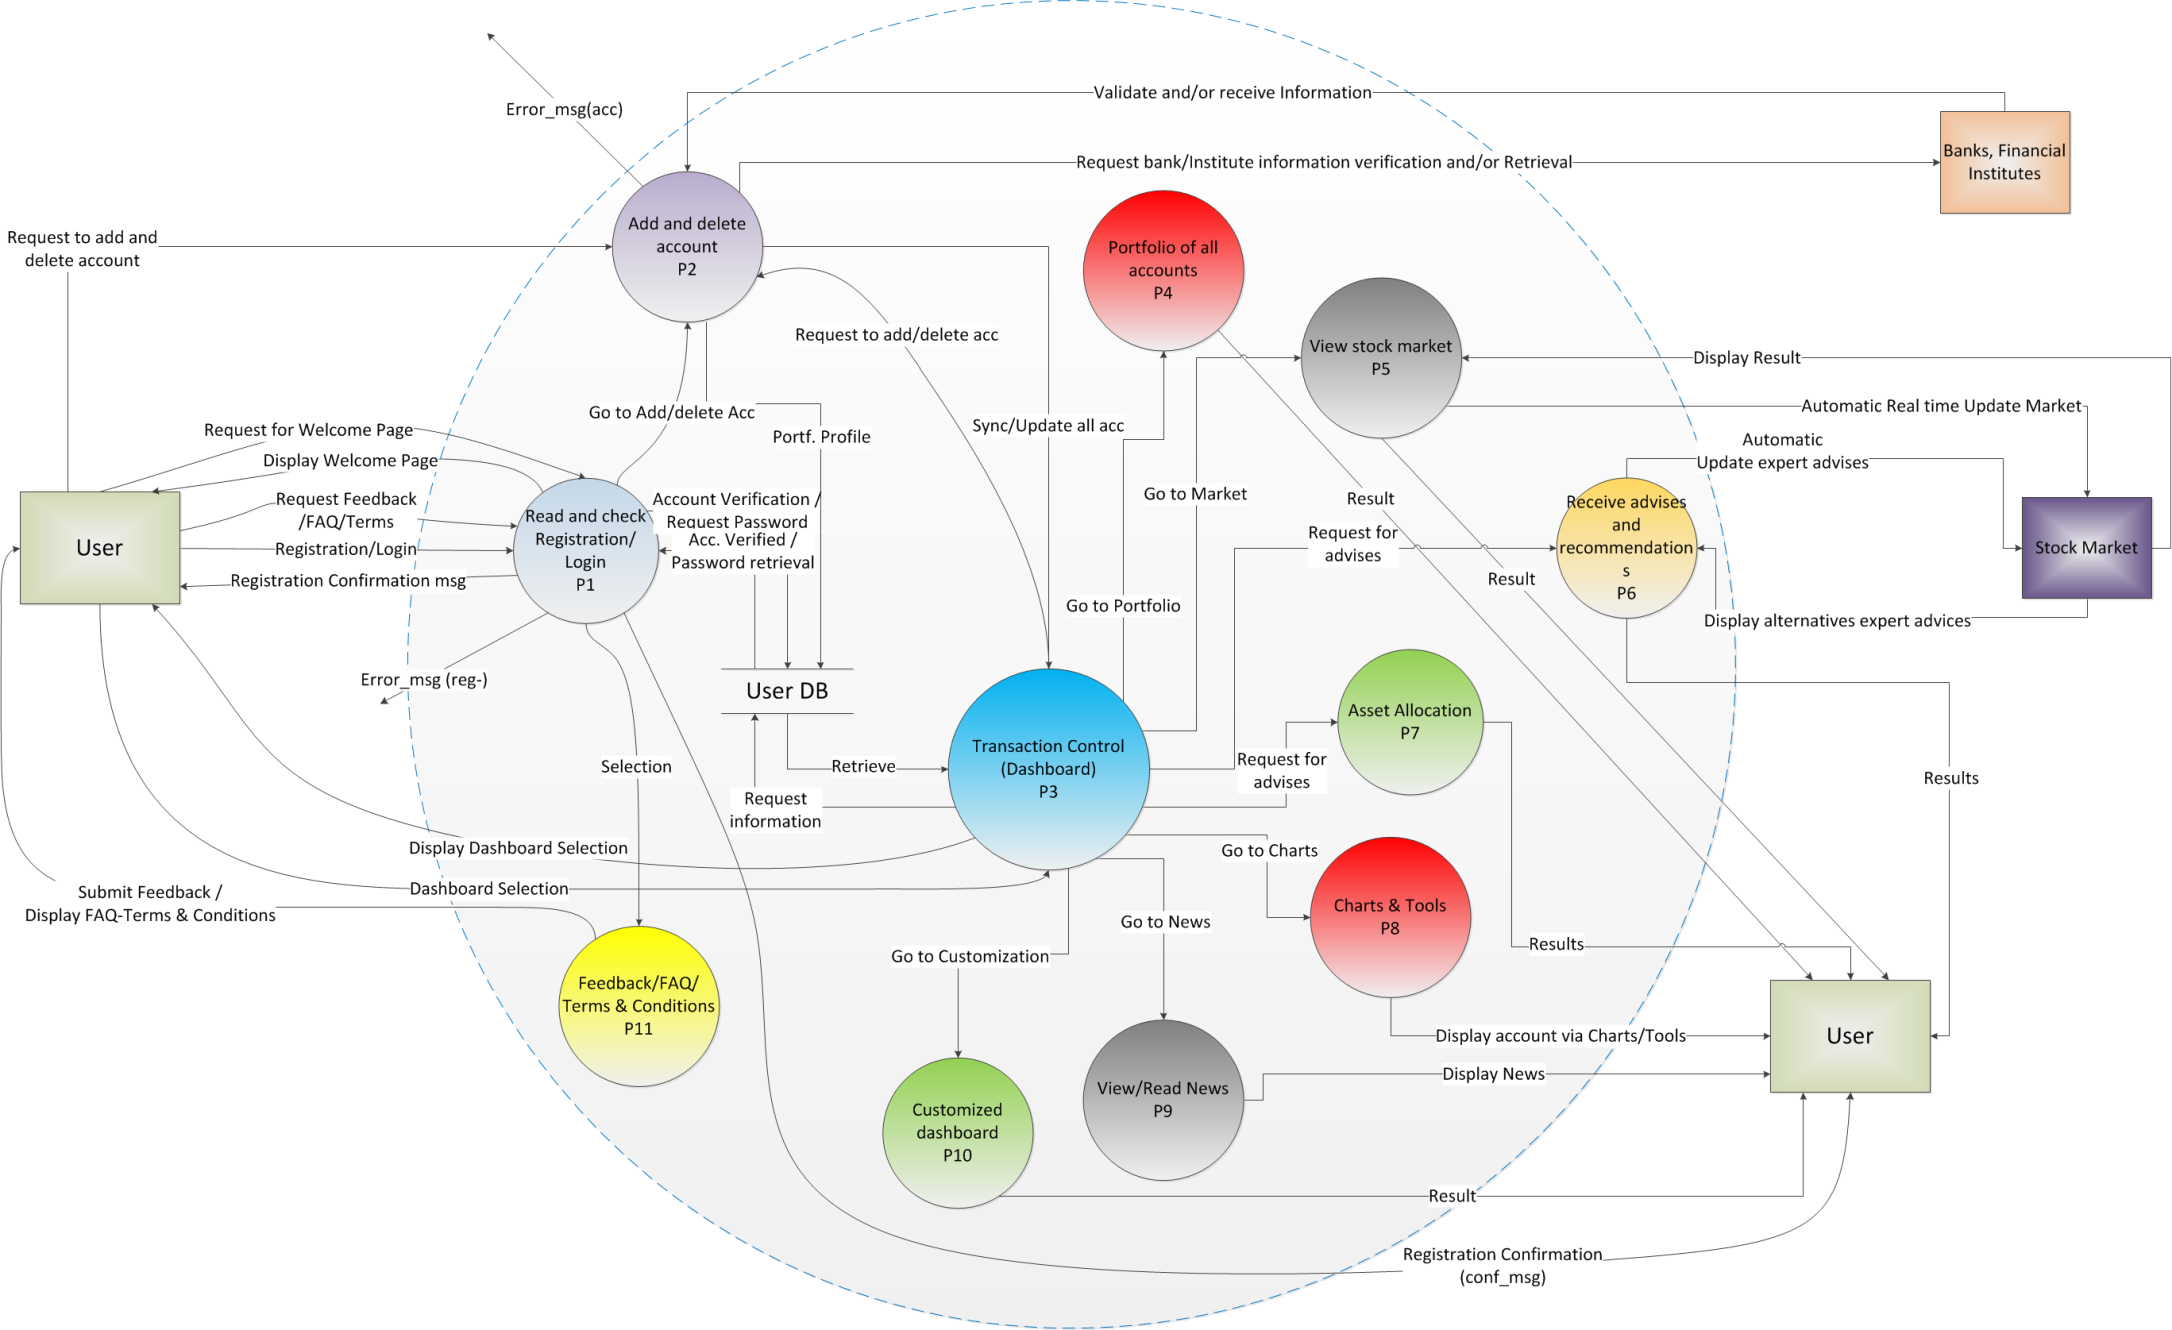 Error_msg(acc)
Validate and/or receive Information
Request bank/Institute information verification and/or Retrieval
Banks, Financial
Institutes
Add and delete
account
P2
Request to add and
delete account
Portfolio of all
accounts
P4
Request to add/delete acc
View stock market
P5
Display Result
Automatic Real time Update Market
Go to Add/delete Acc
Portf. Profile
Sync/Update all acc
Automatic
Update expert advises
Request for Welcome Page
Display Welcome Page
Request Feedback
/FAQ/Terms
Registration/Login
Registration Confirmation msg
User
Read and check
Registration/
Login
P1
Account Verification /
Request Password
Acc. Verified /
Password retrieval
Go to Market
Result
Request for
advises
Result
Receive advises
and
recommendation
s
P6
Stock Market
Display alternatives expert advices
Go to Portfolio
Error_msg (reg-)
User DB
Selection
Retrieve
Request
information
Transaction Control
(Dashboard)
P3
Request for
advises
Asset Allocation
P7
Results
Display Dashboard Selection
Dashboard Selection
Submit Feedback /
Display FAQ-Terms & Conditions
Go to Charts
Charts & Tools
P8
Go to News
Go to Customization
Results
Feedback/FAQ/
Terms & Conditions
P11
Display account via Charts/Tools
User
Display News
View/Read News
P9
Customized
dashboard
P10
Result
Registration Confirmation
(conf_msg)